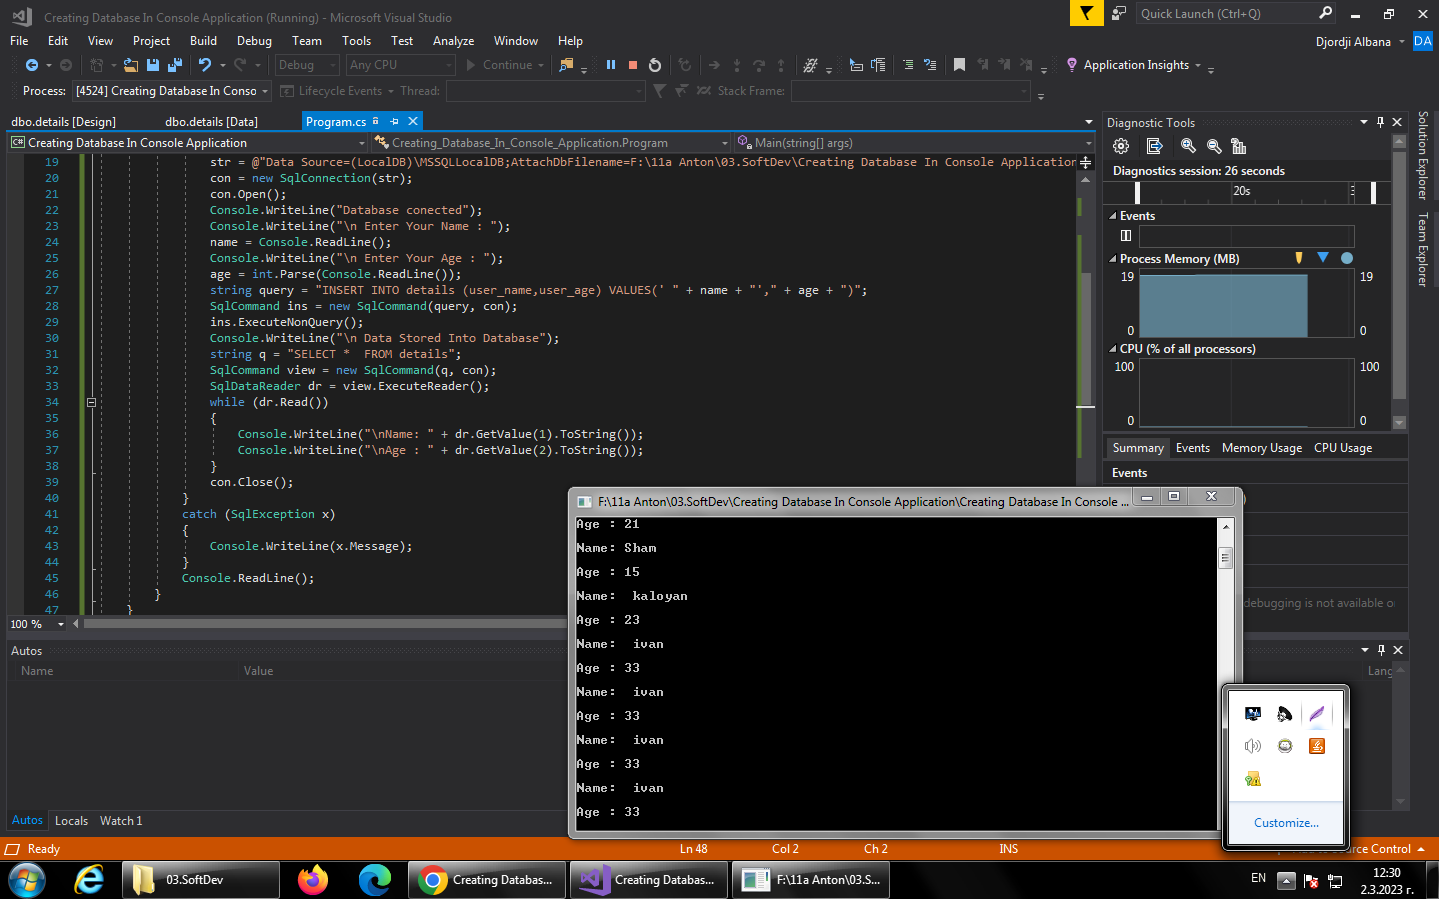 Creating Database In Console Application (Running) - Microsoft Visual Studio
Quick Launch (Ctrl+Q)
File Edit View Project Build Debug Team Tools Test Analyze Window Help
Djordji Albana DA
Debug Any CPU Continue Application Insights
Process: [4524] Creating Database In Conso Lifecycle Events Thread: Stack Frame:
dbo.details [Design] dbo.details [Data] Program.cs
Creating Database In Console Application Creating_Database_In_Console_Application.Program Main(string[] args)
19 str = @"Data Source=(LocalDB)\MSSQLLocalDB;AttachDbFilename=F:\11a Anton\03.SoftDev\Creating Database In Console Application
20 con = new SqlConnection(str);
21 con.Open();
22 Console.WriteLine("Database conected");
23 Console.WriteLine("\n Enter Your Name : ");
24 name = Console.ReadLine();
25 Console.WriteLine("\n Enter Your Age : ");
26 age = int.Parse(Console.ReadLine());
27 string query = "INSERT INTO details (user_name,user_age) VALUES(' " + name + "'," + age + ")";
28 SqlCommand ins = new SqlCommand(query, con);
29 ins.ExecuteNonQuery();
30 Console.WriteLine("\n Data Stored Into Database");
31 string q = "SELECT *  FROM details";
32 SqlCommand view = new SqlCommand(q, con);
33 SqlDataReader dr = view.ExecuteReader();
34 while (dr.Read())
35 {
36 Console.WriteLine("\nName: " + dr.GetValue(1).ToString());
37 Console.WriteLine("\nAge : " + dr.GetValue(2).ToString());
38 }
39 con.Close();
40 }
41 catch (SqlException x)
42 {
43 Console.WriteLine(x.Message);
44 }
45 Console.ReadLine();
46 }
47 }
100 %
Diagnostic Tools
Diagnostics session: 26 seconds
20s
Events
Process Memory (MB)
19 19
0 0
CPU (% of all processors)
100 100
0 0
Summary Events Memory Usage CPU Usage
Events
debugging is not available o
Solution Explorer
Team Explorer
F:\11a Anton\03.SoftDev\Creating Database In Console Application\Creating Database In Console ...
Age : 21
Name: Sham
Age : 15
Name:  kaloyan
Age : 23
Name:  ivan
Age : 33
Name:  ivan
Age : 33
Name:  ivan
Age : 33
Name:  ivan
Age : 33
Autos
Name Value Lang
Autos Locals Watch 1
Customize...
Ready Ln 48 Col 2 Ch 2 INS Source Control
03.SoftDev Creating Databas... Creating Databas... F:\11a Anton\03.S...
EN 12:30
2.3.2023 г.